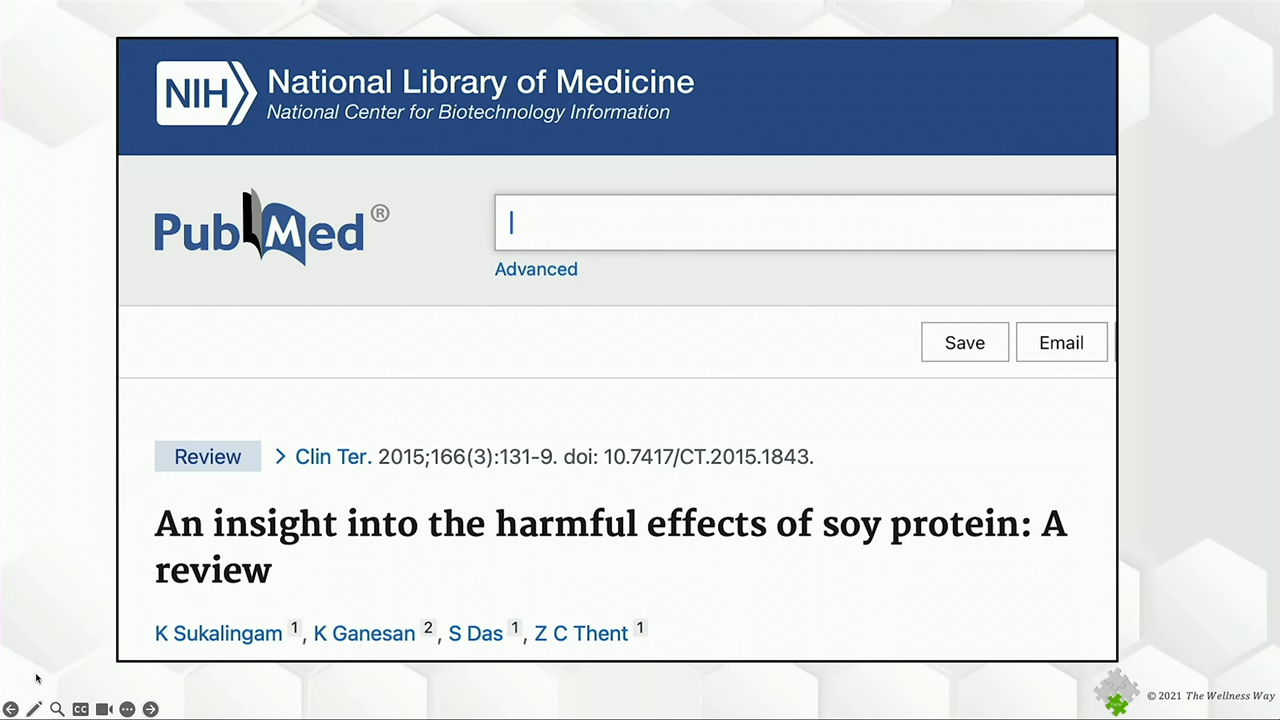 NIH National Library of Medicine
National Center for Biotechnology Information
PubMed®
Advanced
Save Email
Review > Clin Ter. 2015;166(3):131-9. doi: 10.7417/CT.2015.1843.
An insight into the harmful effects of soy protein: A
review
K Sukalingam 1, K Ganesan 2, S Das 1, Z C Thent 1
CC
© 2021 The Wellness Way